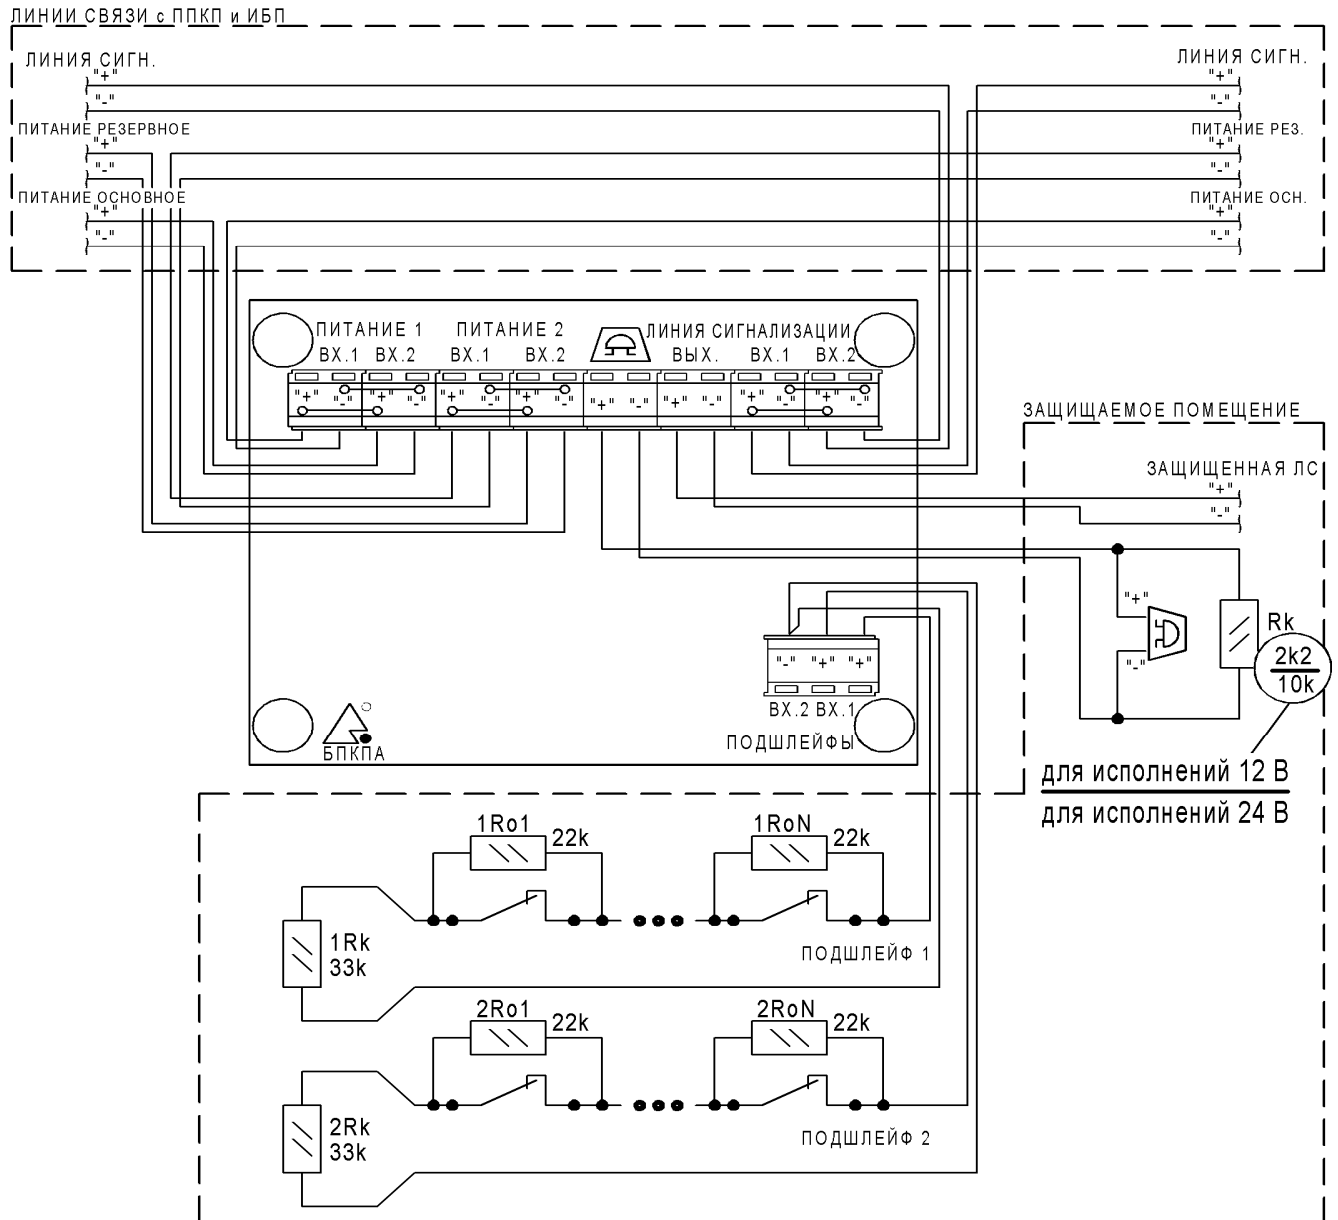 ЛИНИИ СВЯЗИ с ППКП и ИБП
ЛИНИЯ СИГН.
"+"
"-"
ПИТАНИЕ РЕЗЕРВНОЕ
"+"
"-"
ПИТАНИЕ ОСНОВНОЕ
"+"
"-"
ЛИНИЯ СИГН.
"+"
"-"
ПИТАНИЕ РЕЗ.
"+"
"-"
ПИТАНИЕ ОСН.
"+"
"-"
ПИТАНИЕ 1 ПИТАНИЕ 2 ЛИНИЯ СИГНАЛИЗАЦИИ
ВХ.1 ВХ.2 ВХ.1 ВХ.2 ВЫХ. ВХ.1 ВХ.2
"+" "-" "+" "-" "+" "-" "+" "-" "+" "-" "+" "-" "+" "-" "+" "-"
ЗАЩИЩАЕМОЕ ПОМЕЩЕНИЕ
ЗАЩИЩЕННАЯ ЛС
"+"
"-"
"+"
"-"
Rk
2k2
10k
для исполнений 12 В
для исполнений 24 В
"-" "+" "+"
ВХ.2 ВХ.1
ПОДШЛЕЙФЫ
БПКПА
1Ro1
22k
1RoN
22k
1Rk
33k
ПОДШЛЕЙФ 1
2Ro1
22k
2RoN
22k
2Rk
33k
ПОДШЛЕЙФ 2